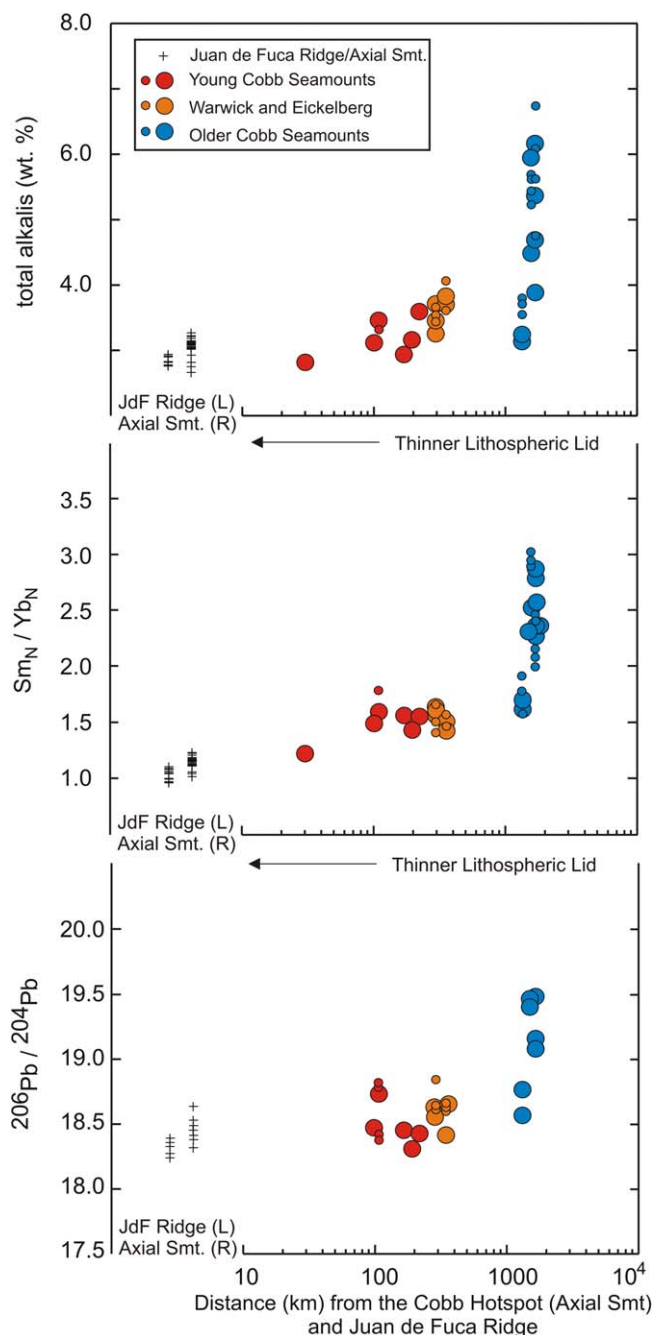 8.0
Juan de Fuca Ridge/Axial Smt.
Young Cobb Seamounts
Warwick and Eickelberg
Older Cobb Seamounts
6.0
4.0
total alkalis (wt. %)
JdF Ridge (L)
Axial Smt. (R)
Thinner Lithospheric Lid
3.5
3.0
2.5
2.0
1.5
1.0
SmN / YbN
JdF Ridge (L)
Axial Smt. (R)
Thinner Lithospheric Lid
20.0
19.5
19.0
18.5
18.0
17.5
206Pb / 204Pb
JdF Ridge (L)
Axial Smt. (R)
10 100 1000 10⁴
Distance (km) from the Cobb Hotspot (Axial Smt)
and Juan de Fuca Ridge